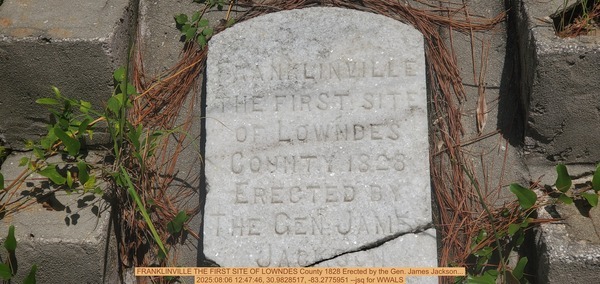 FRANKLINVILLE
THE FIRST SITE
OF LOWNDES
COUNTY 1828
ERECTED BY
THE GEN. JAMES
FRANKLINVILLE THE FIRST SITE OF LOWNDES County 1828 Erected by the Gen. James Jackson...
2025:08:06 12:47:46, 30.9828517, -83.2775951 --jsq for WWALS